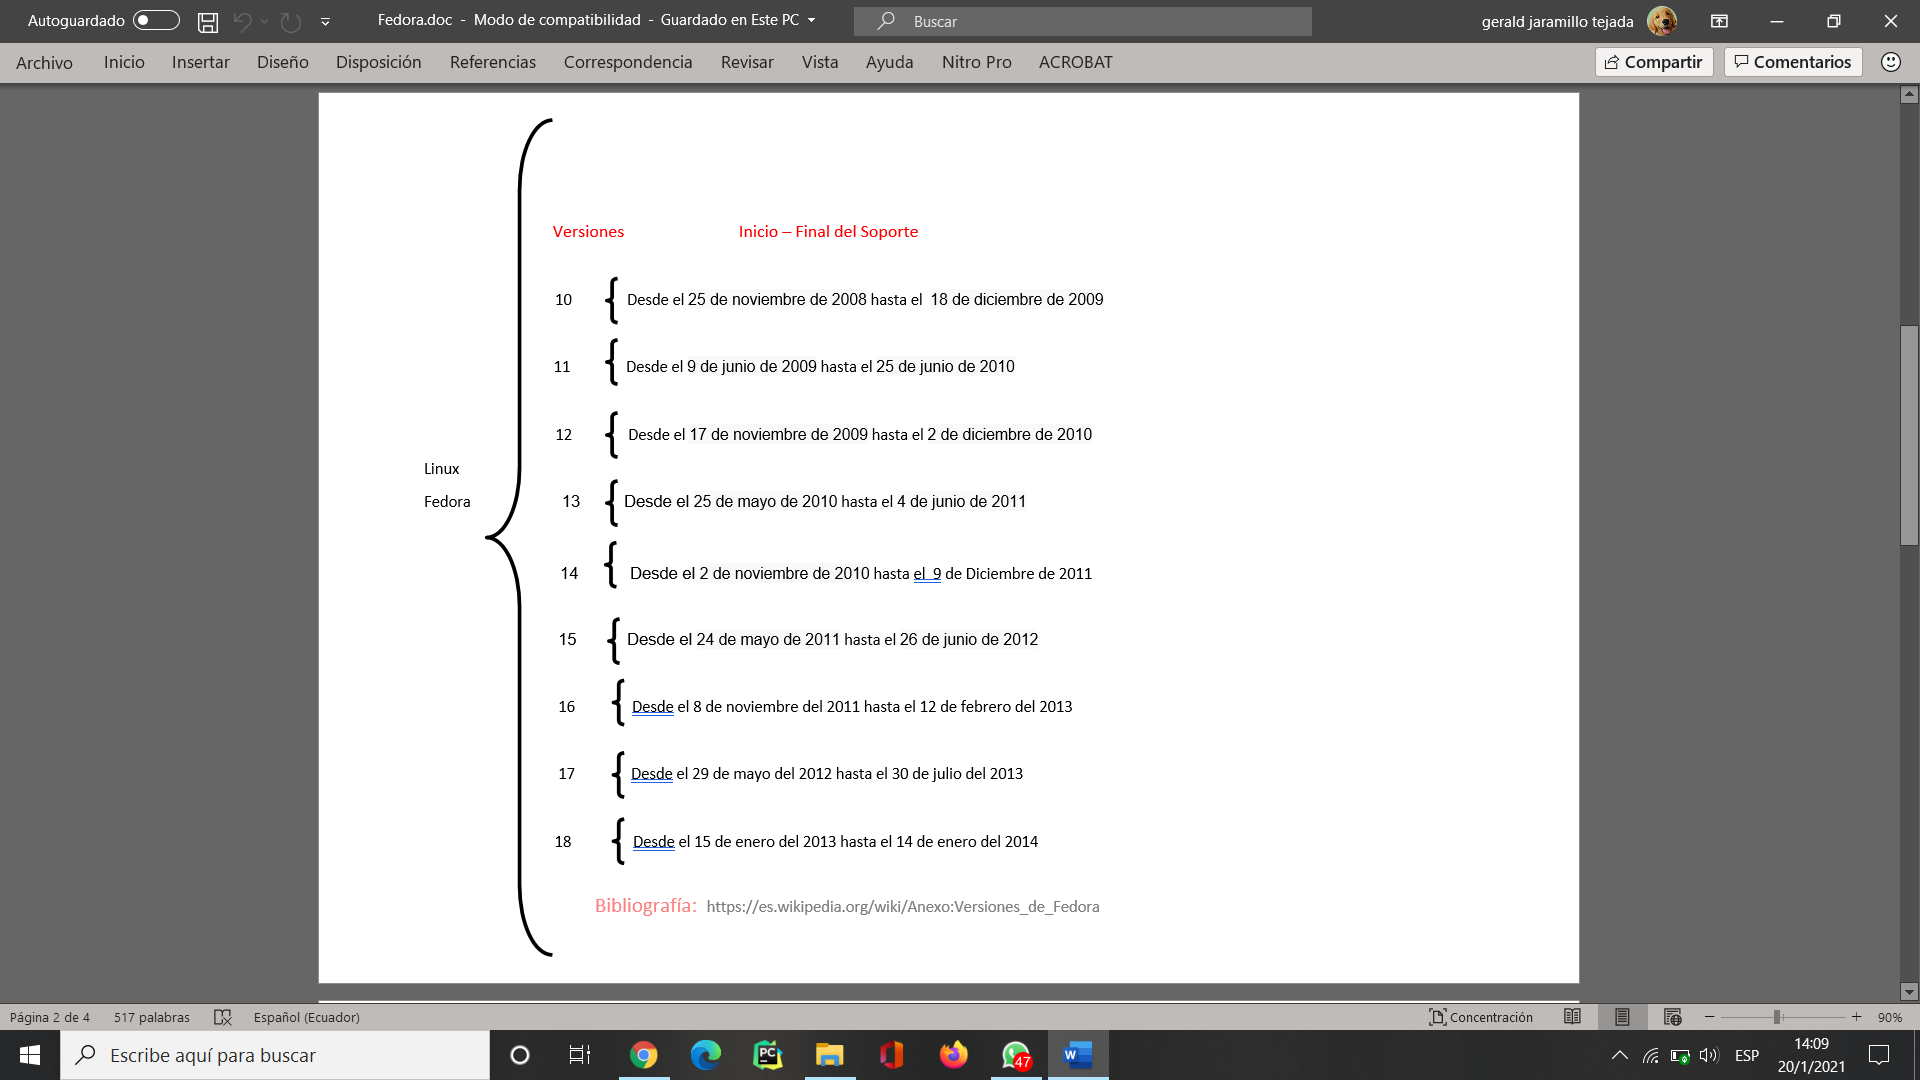 Autoguardado
Fedora.doc - Modo de compatibilidad - Guardado en Este PC
Buscar
gerald jaramillo tejada
Archivo Inicio Insertar Diseño Disposición Referencias Correspondencia Revisar Vista Ayuda Nitro Pro ACROBAT
Compartir Comentarios
Versiones Inicio – Final del Soporte
10 Desde el 25 de noviembre de 2008 hasta el 18 de diciembre de 2009
11 Desde el 9 de junio de 2009 hasta el 25 de junio de 2010
12 Desde el 17 de noviembre de 2009 hasta el 2 de diciembre de 2010
Linux
Fedora
13 Desde el 25 de mayo de 2010 hasta el 4 de junio de 2011
14 Desde el 2 de noviembre de 2010 hasta el 9 de Diciembre de 2011
15 Desde el 24 de mayo de 2011 hasta el 26 de junio de 2012
16 Desde el 8 de noviembre del 2011 hasta el 12 de febrero del 2013
17 Desde el 29 de mayo del 2012 hasta el 30 de julio del 2013
18 Desde el 15 de enero del 2013 hasta el 14 de enero del 2014
Bibliografía: https://es.wikipedia.org/wiki/Anexo:Versiones_de_Fedora
Página 2 de 4 517 palabras Español (Ecuador)
Concentración
90%
Escribe aquí para buscar
PC
47
W
ESP
14:09
20/1/2021